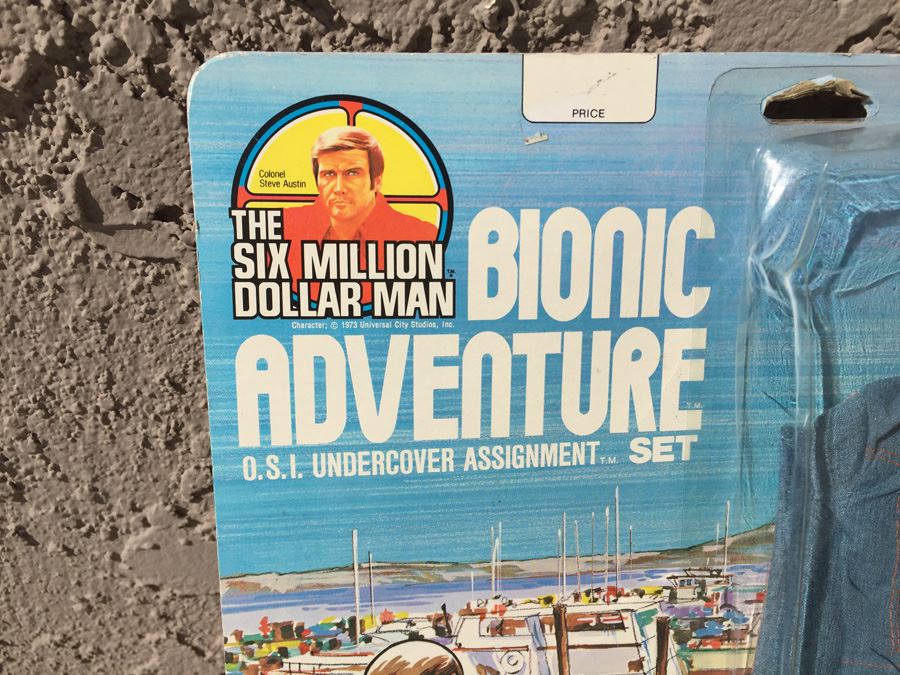 PRICE
Colonel
Steve Austin
THE
SIX MILLION
DOLLAR MAN T.M.
Character: © 1973 Universal City Studios, Inc.
BIONIC
ADVENTURE T.M.
SET
O.S.I. UNDERCOVER ASSIGNMENT T.M.